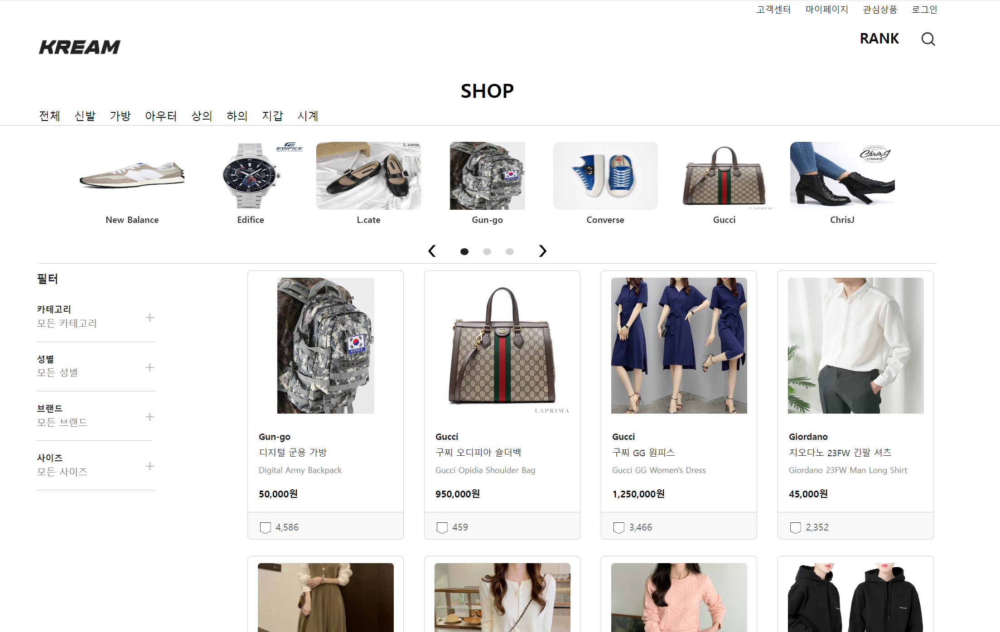 고객센터 마이페이지 관심상품 로그인
KREAM
RANK
SHOP
전체 신발 가방 아우터 상의 하의 지갑 시계
EDIFICE
L.cate
R.O.K ARMY
LAPRIMA
ChrisJ
FINDEN
New Balance Edifice L.cate Gun-go Converse Gucci ChrisJ
필터
카테고리
모든 카테고리
성별
모든 성별
브랜드
모든 브랜드
사이즈
모든 사이즈
KOREA
R.O.K ARMY
LAPRIMA
Gun-go
디지털 군용 가방
Digital Army Backpack
50,000원
4,586
Gucci
구찌 오디피아 숄더백
Gucci Opidia Shoulder Bag
950,000원
459
Gucci
구찌 GG 원피스
Gucci GG Women's Dress
1,250,000원
3,466
Giordano
지오다노 23FW 긴팔 셔츠
Giordano 23FW Man Long Shirt
45,000원
2,352